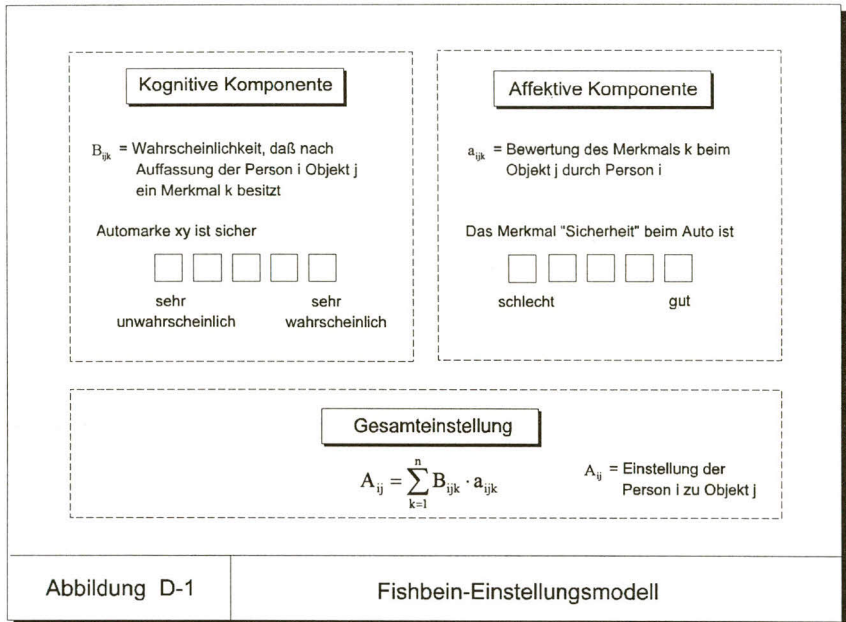 Kognitive Komponente
B_ijk = Wahrscheinlichkeit, daß nach
Auffassung der Person i Objekt j
ein Merkmal k besitzt
Automarke xy ist sicher
sehr unwahrscheinlich
sehr wahrscheinlich
Affektive Komponente
a_ijk = Bewertung des Merkmals k beim
Objekt j durch Person i
Das Merkmal "Sicherheit" beim Auto ist
schlecht gut
Gesamteinstellung
A_ij = ∑_{k=1}^{n} B_ijk · a_ijk
A_ij = Einstellung der
Person i zu Objekt j
Abbildung D-1
Fishbein-Einstellungsmodell